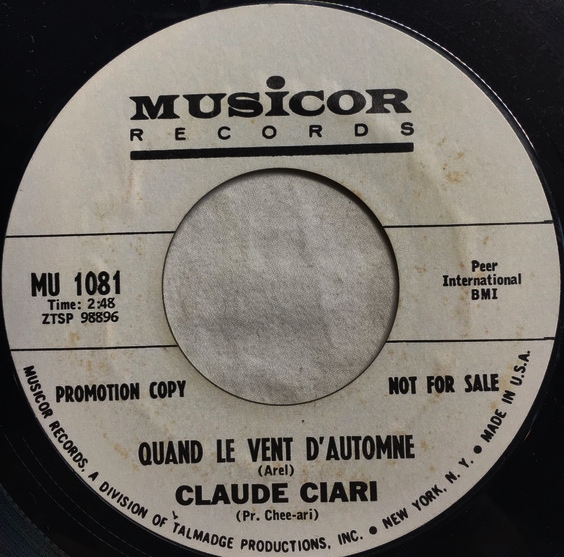 MUSICOR
RECORDS
MU 1081
Time: 2:48
ZTSP 98896
Peer
International
BMI
PROMOTION COPY
NOT FOR SALE
QUAND LE VENT D'AUTOMNE
(Arel)
CLAUDE CIARI
(Pr. Chee-ari)
MUSICOR RECORDS, A DIVISION OF TALMADGE PRODUCTIONS, INC. ● NEW YORK, N. Y. ● MADE IN U.S.A.